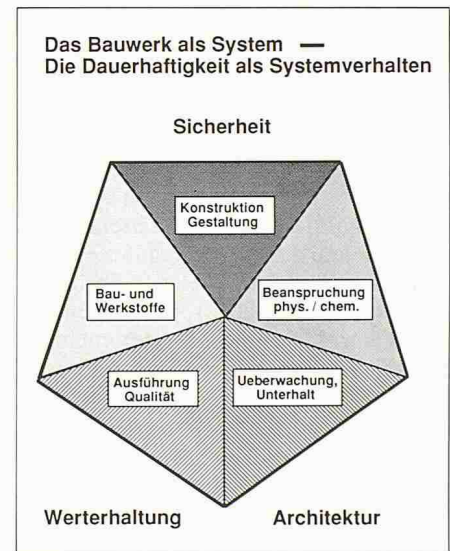 Das Bauwerk als System —
Die Dauerhaftigkeit als Systemverhalten
Sicherheit
Konstruktion
Gestaltung
Bau- und
Werkstoffe
Beanspruchung
phys. / chem.
Ausführung
Qualität
Ueberwachung,
Unterhalt
Werterhaltung
Architektur